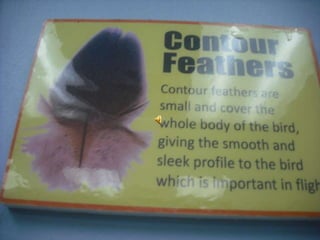 Contour
Feathers
Contour feathers are
small and cover the
whole body of the bird,
giving the smooth and
sleek profile to the bird
which is important in fligh